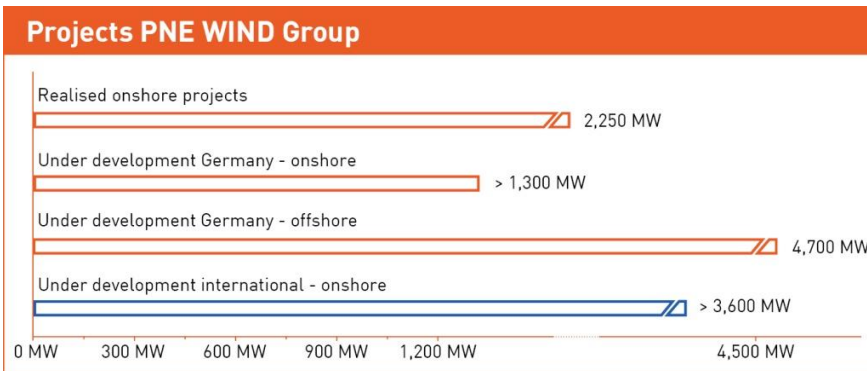 Projects PNE WIND Group
Realised onshore projects
2,250 MW
Under development Germany - onshore
> 1,300 MW
Under development Germany - offshore
4,700 MW
Under development international - onshore
> 3,600 MW
0 MW 300 MW 600 MW 900 MW 1,200 MW 4,500 MW